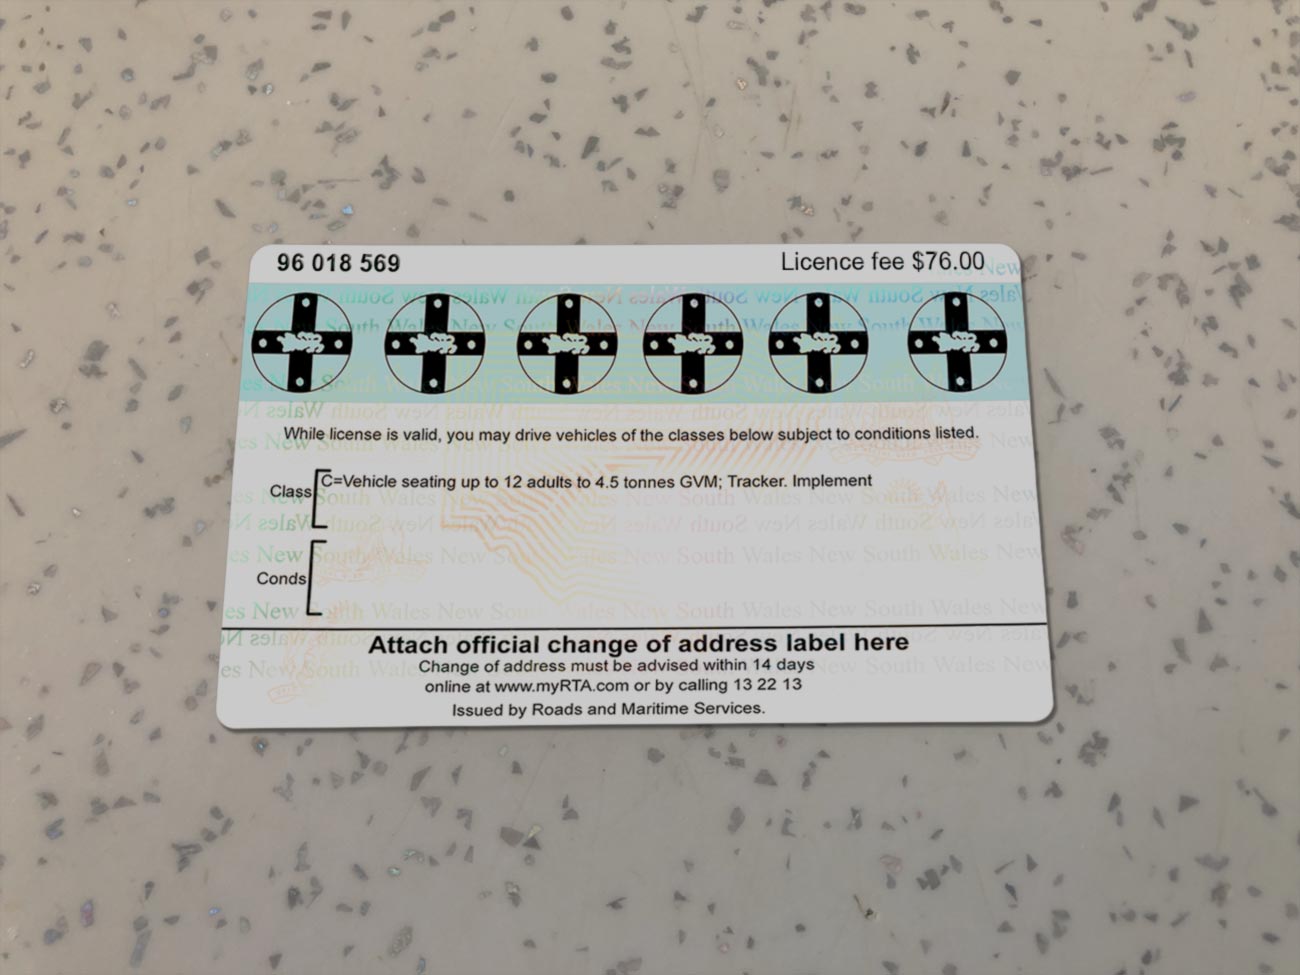 96 018 569
Licence fee $76.00
While license is valid, you may drive vehicles of the classes below subject to conditions listed.
Class
C=Vehicle seating up to 12 adults to 4.5 tonnes GVM; Tracker. Implement
Conds
Attach official change of address label here
Change of address must be advised within 14 days
online at www.myRTA.com or by calling 13 22 13
Issued by Roads and Maritime Services.